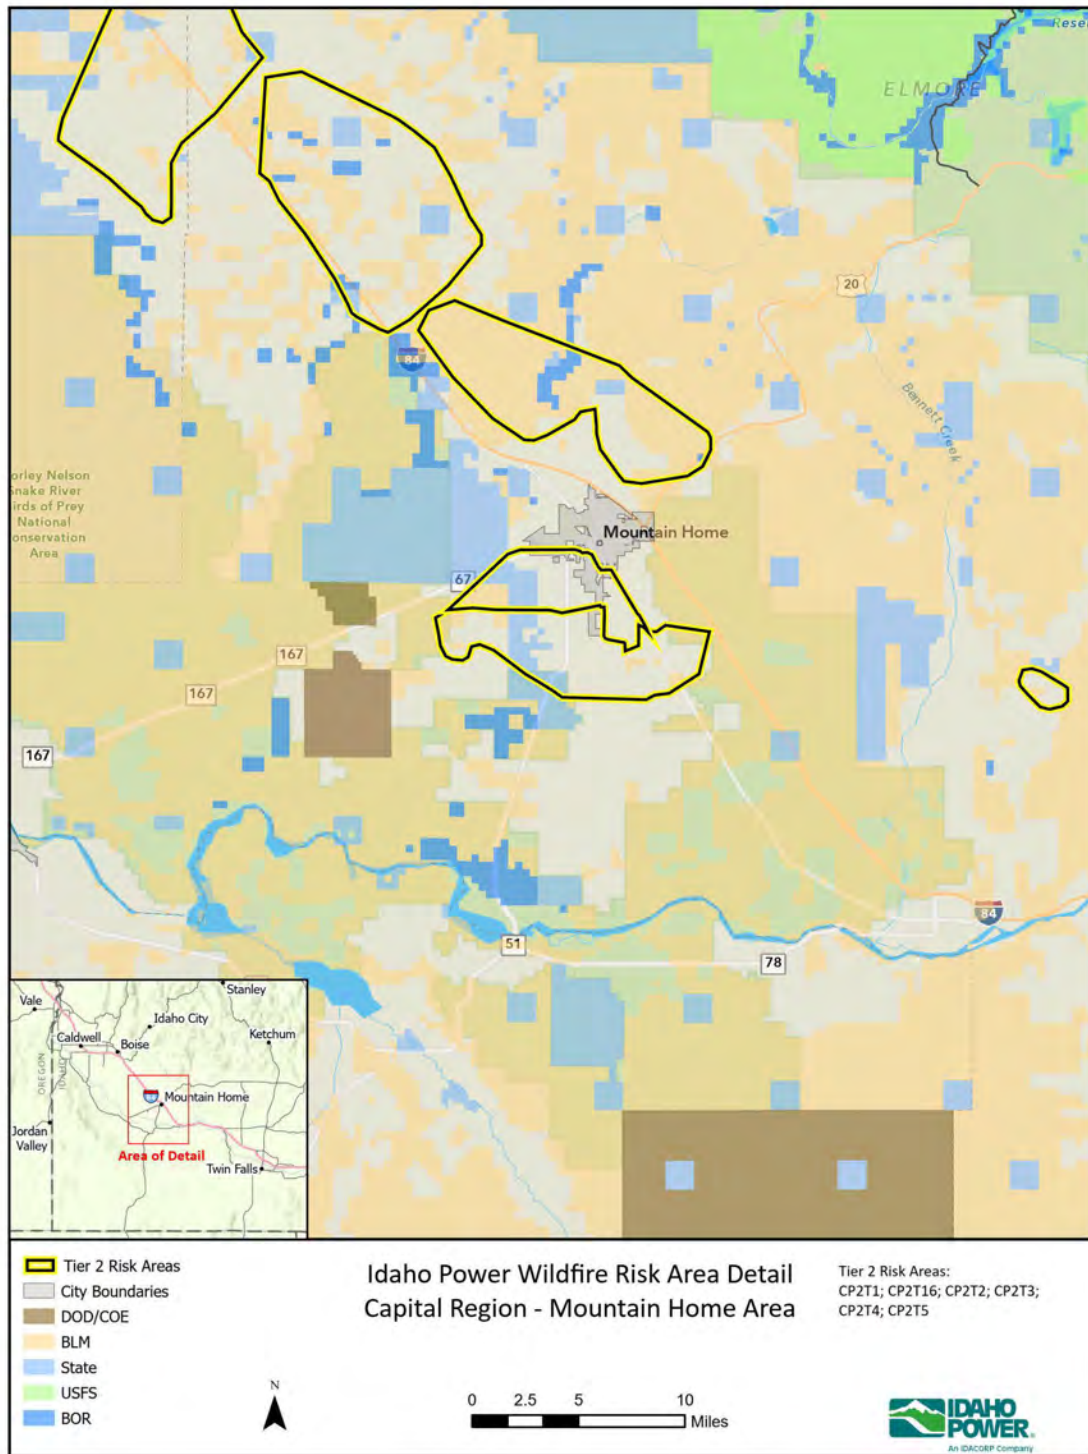 Rese
ELMORE
20
84
Bennett Creek
orley Nelson
Snake River
irds of Prey
National
onservation
Area
Mountain Home
67
167
167
167
84
51
78
Stanley
Vale
Idaho City
Caldwell
Boise
Ketchum
OREGON
IDAHO
84
Mountain Home
Jordan
Valley
Area of Detail
Twin Falls
Tier 2 Risk Areas
City Boundaries
DOD/COE
BLM
State
USFS
BOR
Idaho Power Wildfire Risk Area Detail
Capital Region - Mountain Home Area
N
0 2.5 5 10
Miles
Tier 2 Risk Areas:
CP2T1; CP2T16; CP2T2; CP2T3;
CP2T4; CP2T5
IDAHO
POWER®
An IDACORP Company